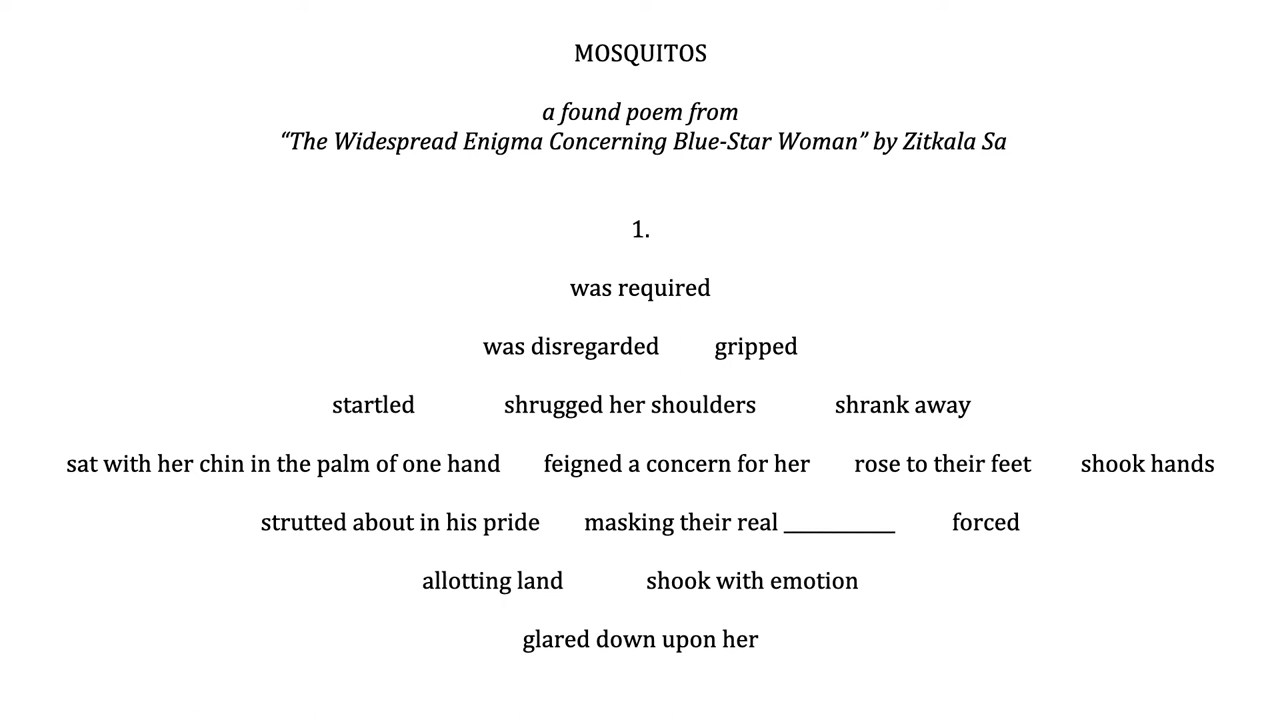 MOSQUITOS
a found poem from
“The Widespread Enigma Concerning Blue-Star Woman” by Zitkala Sa
1.
was required
was disregarded gripped
startled shrugged her shoulders shrank away
sat with her chin in the palm of one hand feigned a concern for her rose to their feet shook hands
strutted about in his pride masking their real __________ forced
allotting land shook with emotion
glared down upon her